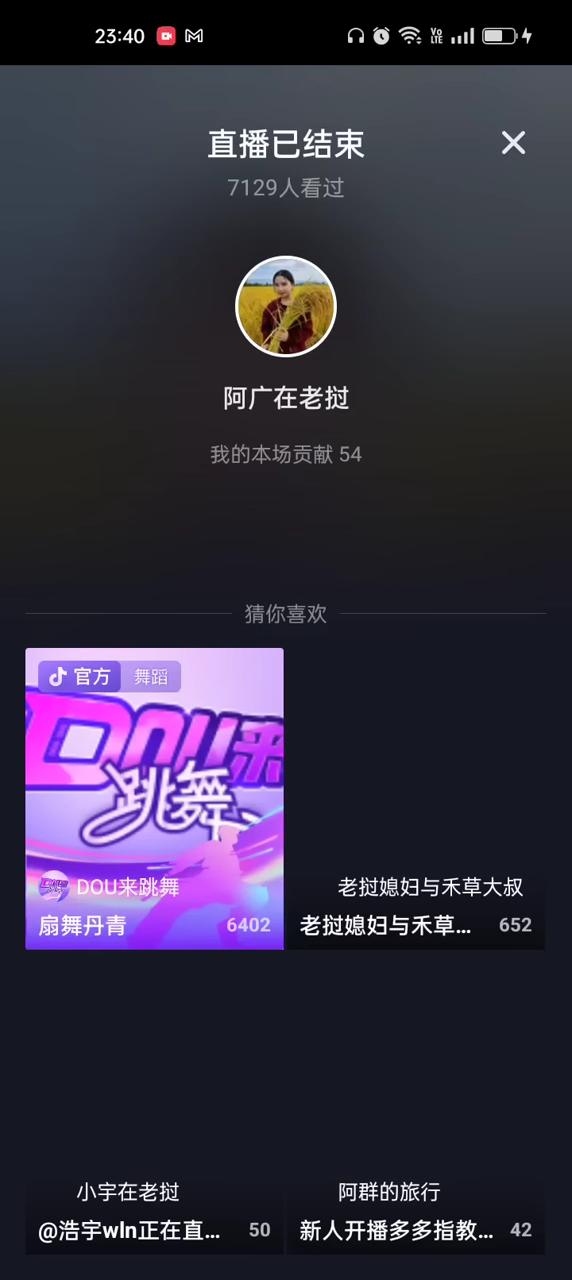 23:40
Vo
LTE
直播已结束
7129人看过
阿广在老挝
我的本场贡献 54
猜你喜欢
官方 舞蹈
DOU来
跳舞
DOU来跳舞
扇舞丹青 6402
老挝媳妇与禾草大叔
老挝媳妇与禾草... 652
小宇在老挝
@浩宇wln正在直... 50
阿群的旅行
新人开播多多指教... 42